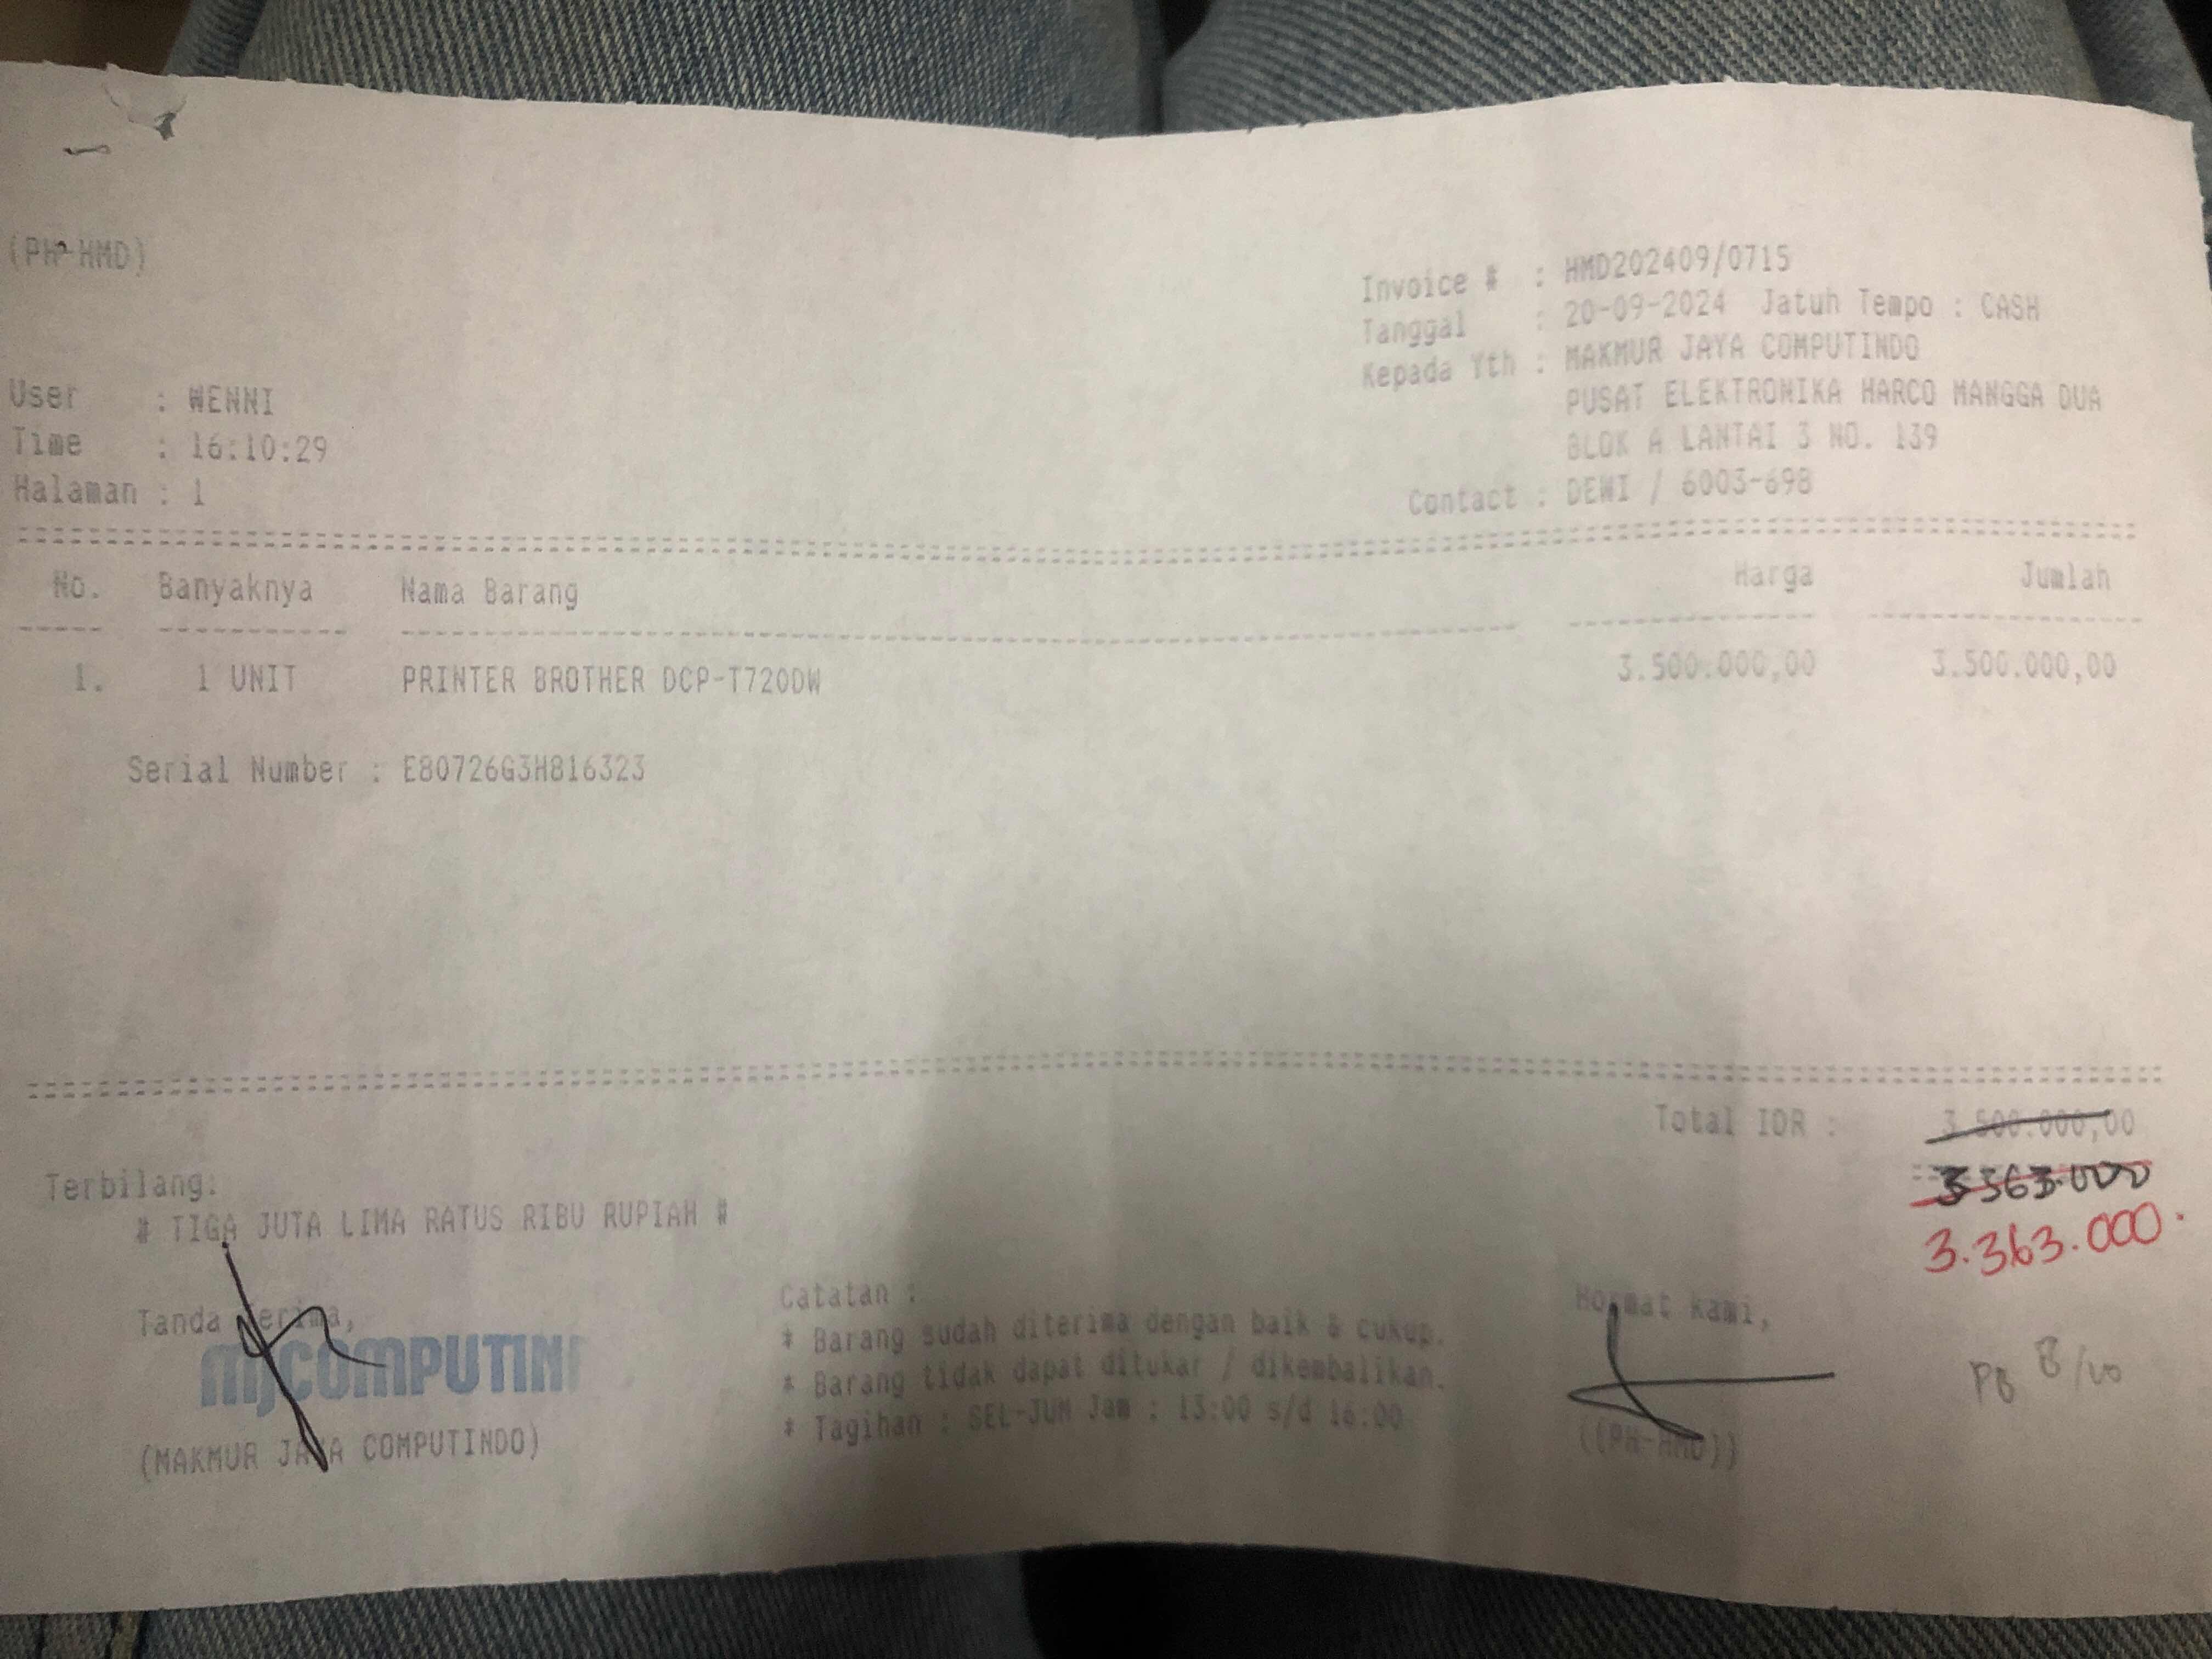 (PH-HMD)
Invoice # : HMD202409/0715
Tanggal : 20-09-2024 Jatuh Tempo : CASH
Kepada Yth : MAKMUR JAYA COMPUTINDO
PUSAT ELEKTRONIKA HARCO MANGGA DUA
BLOK A LANTAI 3 NO. 139
Contact : DEWI / 6003-698
User : WENNI
Time : 16:10:29
Halaman : 1
No. Banyaknya Nama Barang Harga Jumlah
1. 1 UNIT PRINTER BROTHER DCP-T720DW 3.500.000,00 3.500.000,00
Serial Number : E80726G3H816323
Total IDR : 3.500.000,00
3.563.000
3.363.000.
Terbilang:
# TIGA JUTA LIMA RATUS RIBU RUPIAH #
Tanda Terima,
mjCOMPUTIN
(MAKMUR JAYA COMPUTINDO)
Catatan :
* Barang sudah diterima dengan baik & cukup.
* Barang tidak dapat ditukar / dikembalikan.
* Tagihan : SEL-JUM Jam : 13:00 s/d 16:00
Hormat kami,
((PH-HMD))